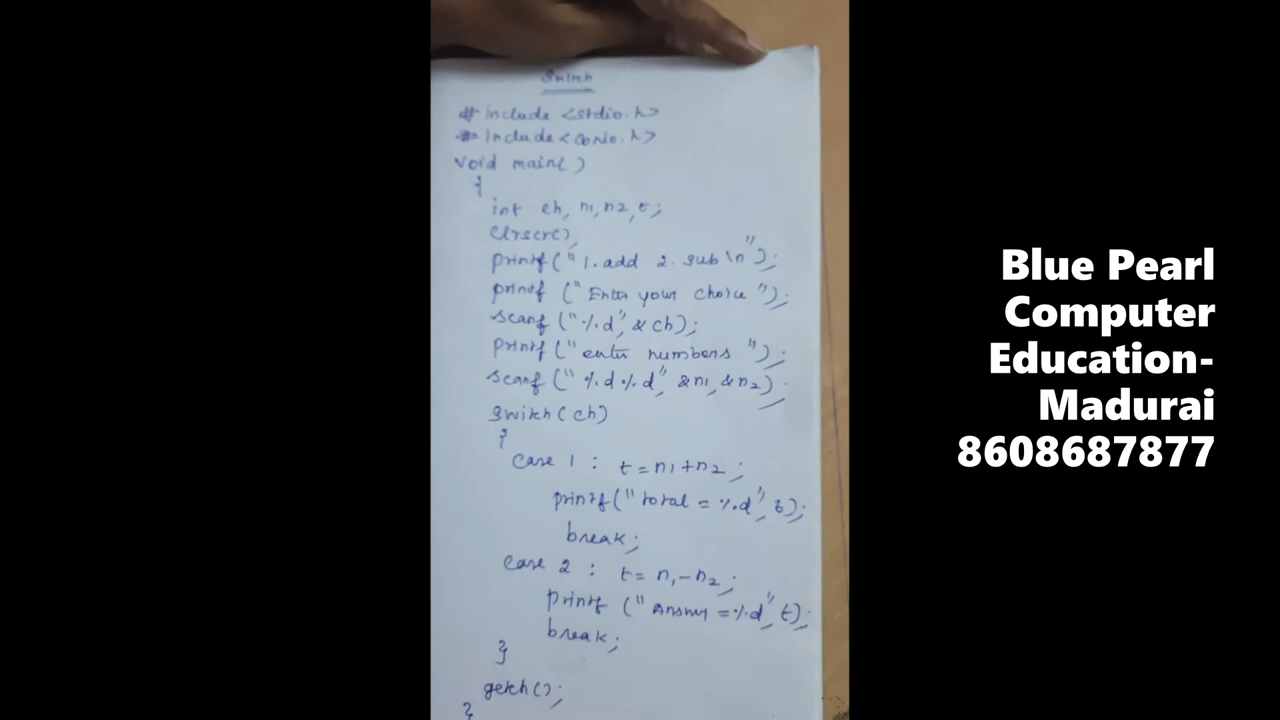 Switch
#include <stdio.h>
#include<conio.h>
void main()
{
int ch, n1, n2, t;
clrscr();
printf("1.add 2. sub \n");
printf ("Enter your choice ");
scanf ("%d", &ch);
printf ("enter numbers ");
scanf ("%d%d", &n1, &n2);
switch(ch)
{
case 1 : t=n1+n2;
printf("total = %d", t);
break;
case 2 : t= n1-n2;
printf ("Answer =%d", t);
break;
}
getch();
}
Blue Pearl
Computer
Education-
Madurai
8608687877